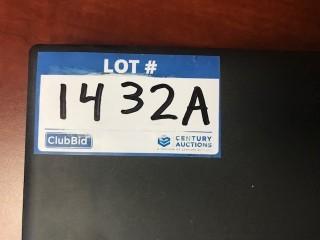 LOT #
1432A
ClubBid CENTURY AUCTIONS